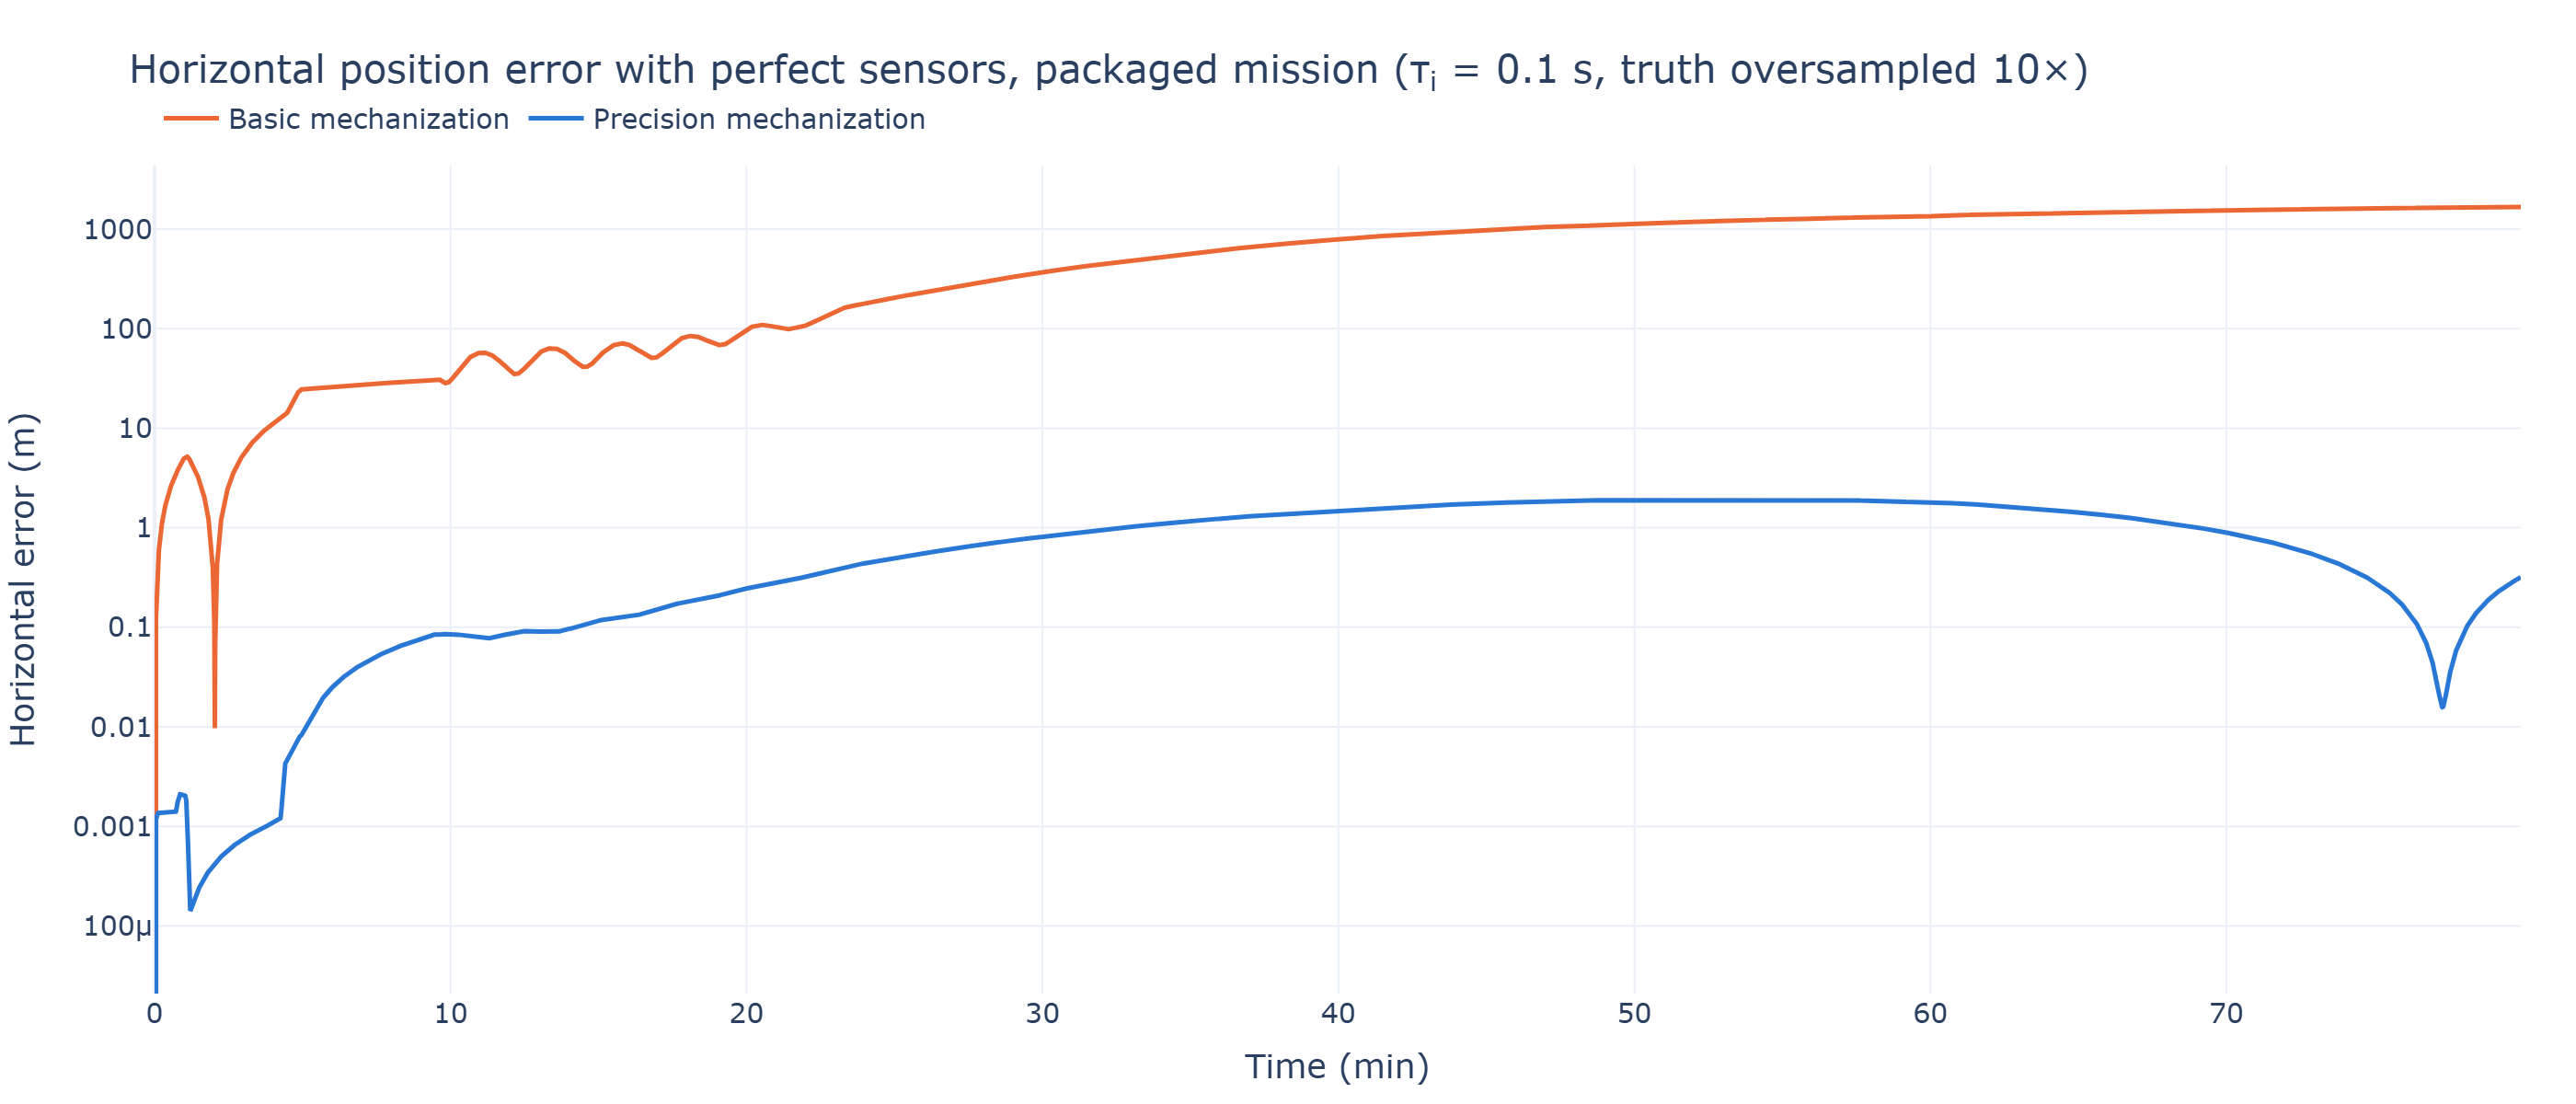 Horizontal position error with perfect sensors, packaged mission (τᵢ = 0.1 s, truth oversampled 10×)
Basic mechanization
Precision mechanization
Horizontal error (m)
1000
100
10
1
0.1
0.01
0.001
100μ
0 10 20 30 40 50 60 70
Time (min)